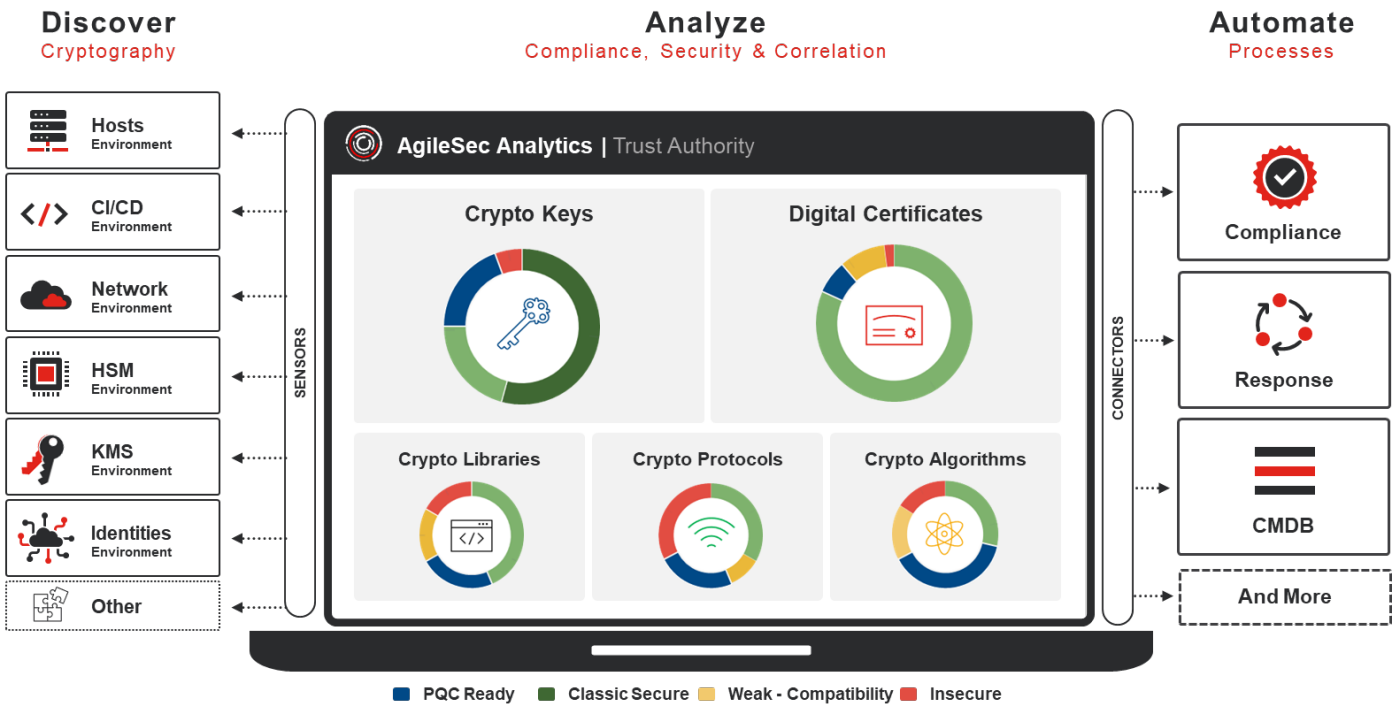 Discover
Cryptography
Analyze
Compliance, Security & Correlation
Automate
Processes
Hosts
Environment
CI/CD
Environment
Network
Environment
HSM
Environment
KMS
Environment
Identities
Environment
Other
SENSORS
AgileSec Analytics | Trust Authority
Crypto Keys
Digital Certificates
Crypto Libraries
Crypto Protocols
Crypto Algorithms
CONNECTORS
Compliance
Response
CMDB
And More
PQC Ready
Classic Secure
Weak - Compatibility
Insecure